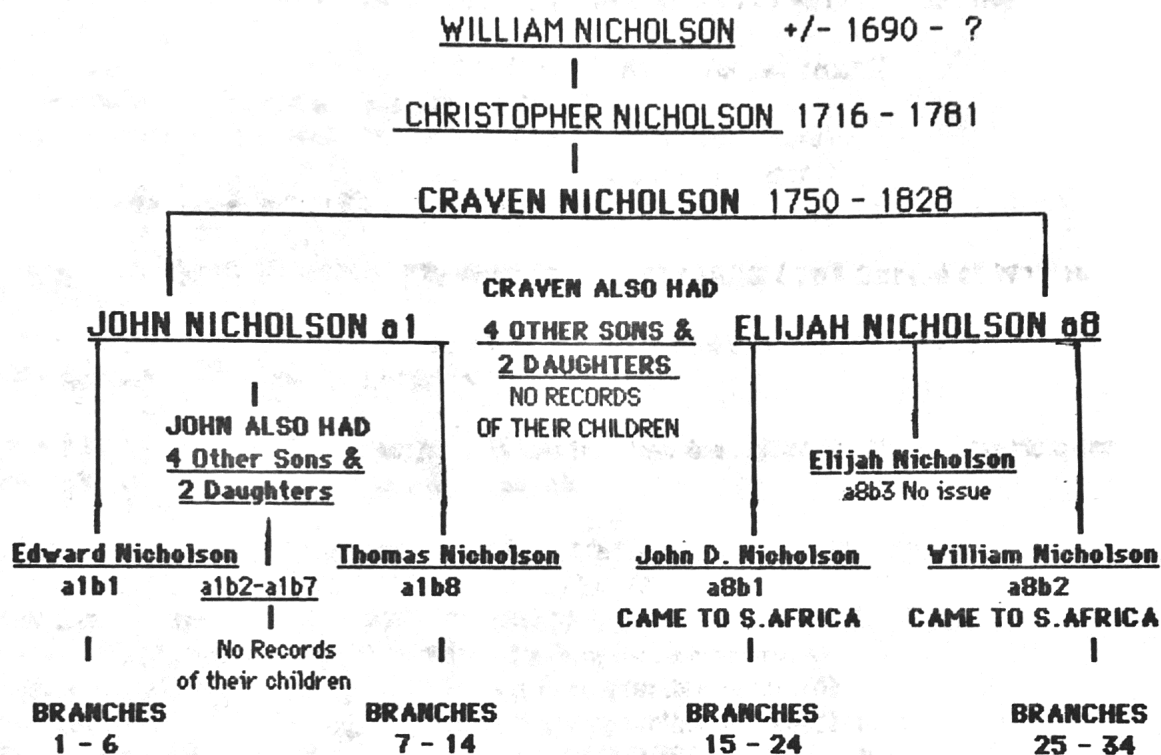 WILLIAM NICHOLSON +/- 1690 - ?
CHRISTOPHER NICHOLSON 1716 - 1781
CRAVEN NICHOLSON 1750 - 1828
CRAVEN ALSO HAD
JOHN NICHOLSON a1
4 OTHER SONS &
2 DAUGHTERS
NO RECORDS
OF THEIR CHILDREN
ELIJAH NICHOLSON a8
JOHN ALSO HAD
4 Other Sons &
2 Daughters
Elijah Nicholson
a8b3 No issue
Edward Nicholson
a1b1
a1b2-a1b7
No Records
of their children
Thomas Nicholson
a1b8
John D. Nicholson
a8b1
CAME TO S.AFRICA
William Nicholson
a8b2
CAME TO S.AFRICA
BRANCHES
1 - 6
BRANCHES
7 - 14
BRANCHES
15 - 24
BRANCHES
25 - 34